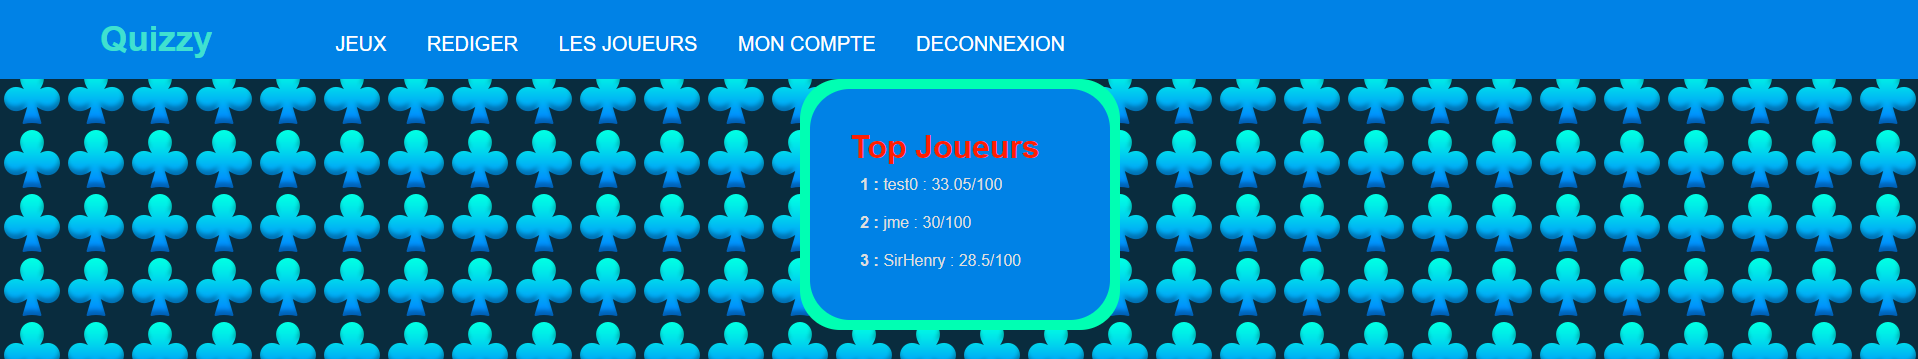 Quizzy JEUX REDIGER LES JOUEURS MON COMPTE DECONNEXION
Top Joueurs
1 : test0 : 33.05/100
2 : jme : 30/100
3 : SirHenry : 28.5/100